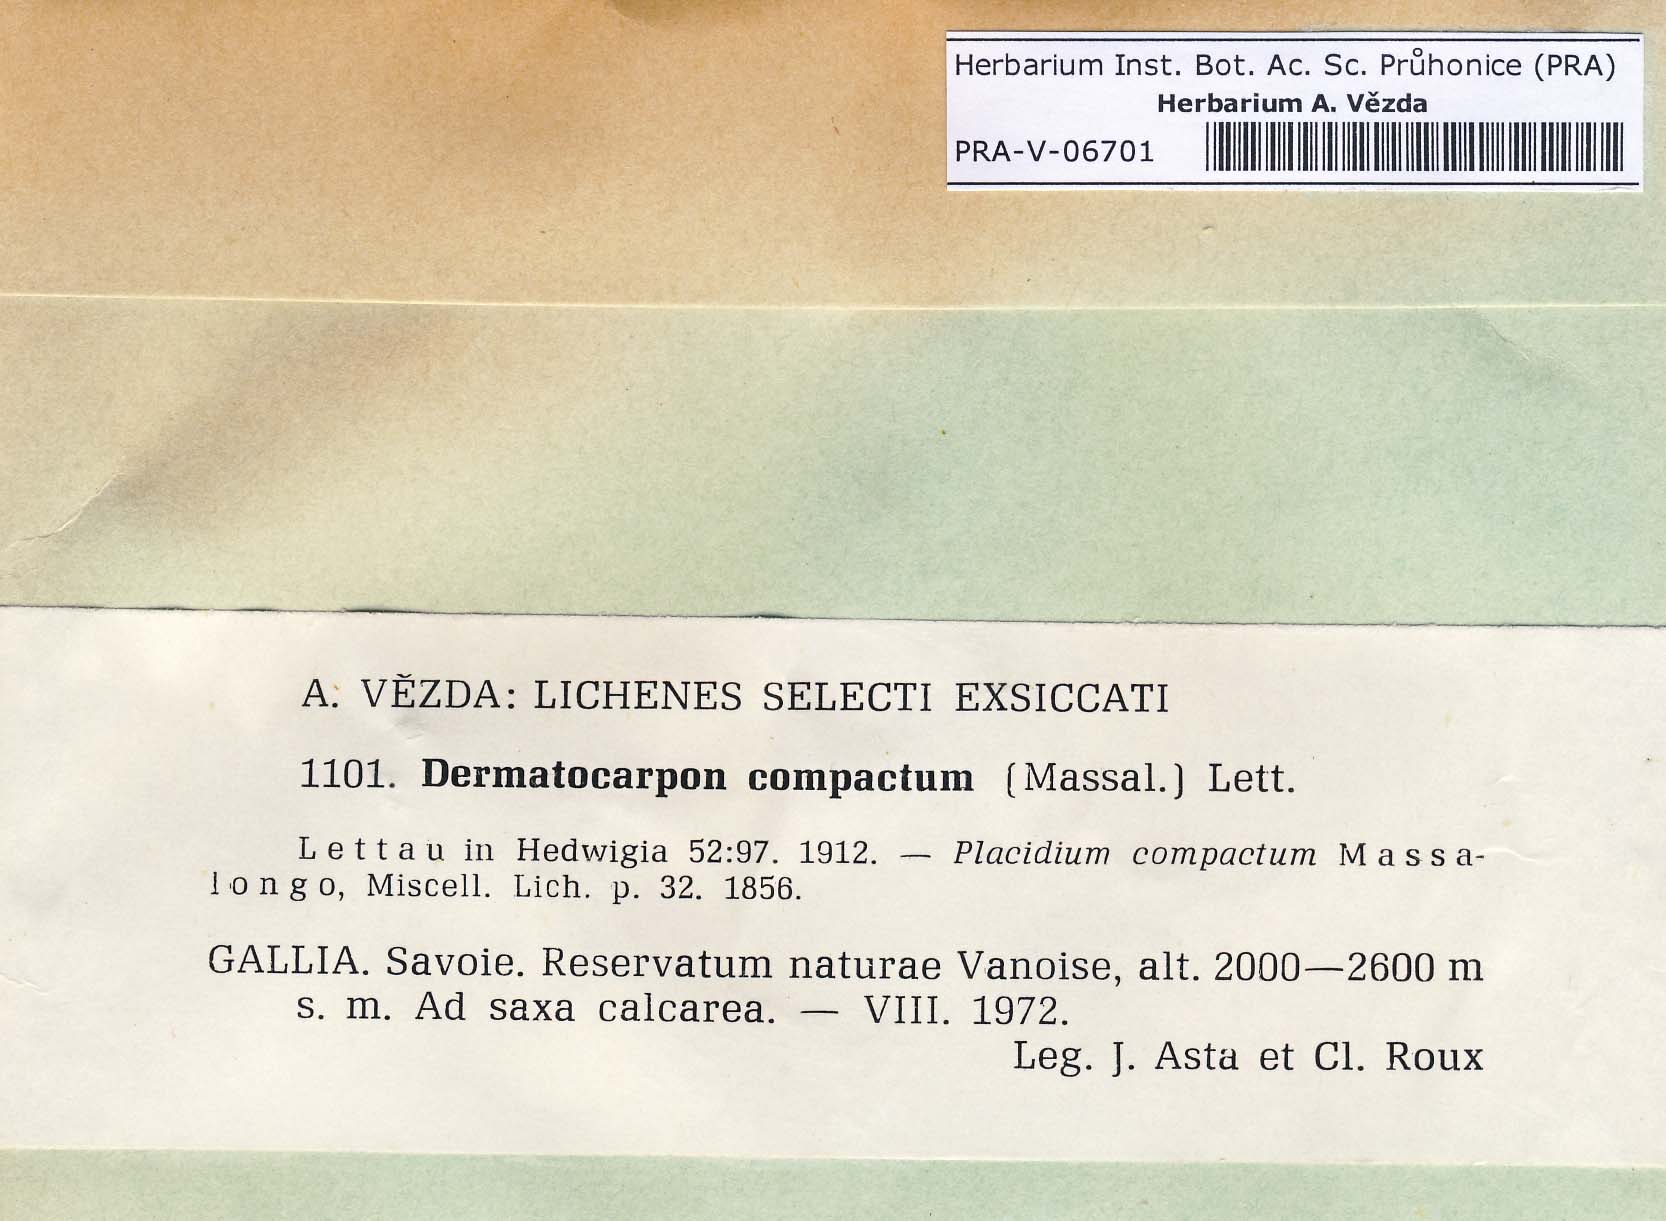 Herbarium Inst. Bot. Ac. Sc. Průhonice (PRA)
Herbarium A. Vězda
PRA-V-06701
A. VĚZDA: LICHENES SELECTI EXSICCATI
1101. Dermatocarpon compactum (Massal.) Lett.
Lettau in Hedwigia 52:97. 1912. — Placidium compactum Massa-
longo, Miscell. Lich. p. 32. 1856.
GALLIA. Savoie. Reservatum naturae Vanoise, alt. 2000—2600 m
s. m. Ad saxa calcarea. — VIII. 1972.
Leg. J. Asta et Cl. Roux